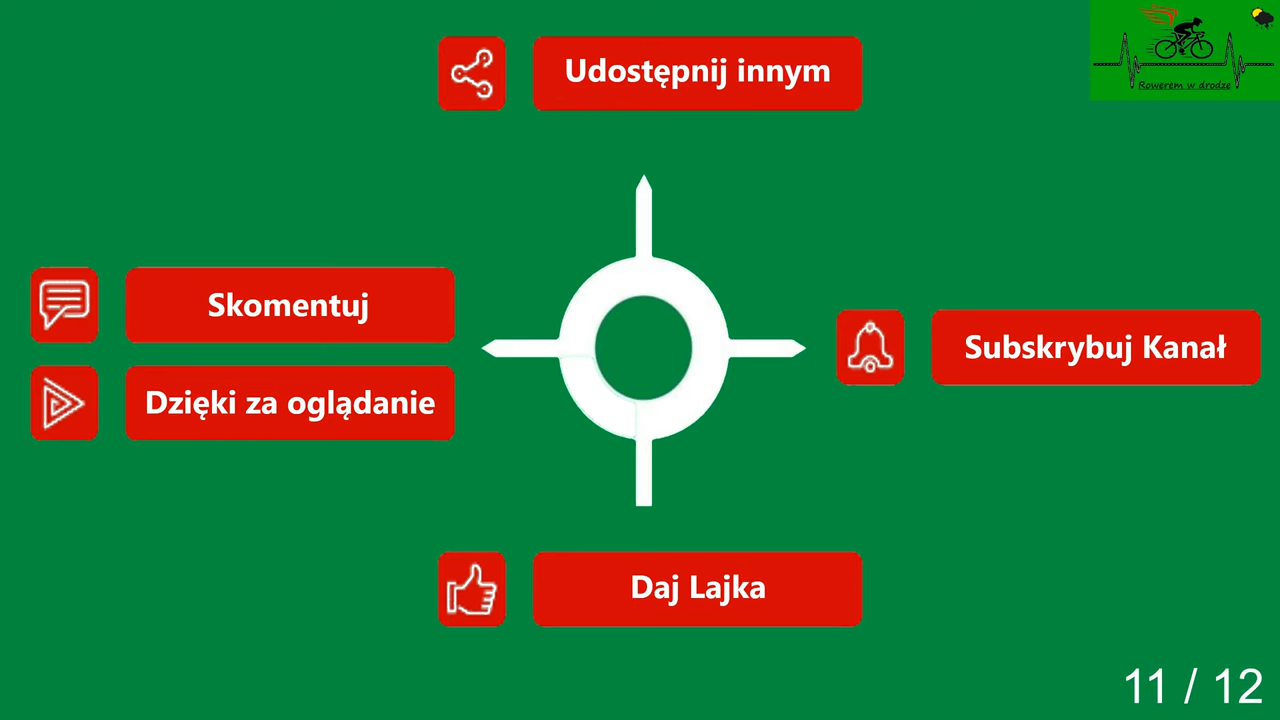 Udostępnij innym
Rowerem w drodze
Skomentuj
Dzięki za oglądanie
Subskrybuj Kanał
Daj Lajka
11 / 12